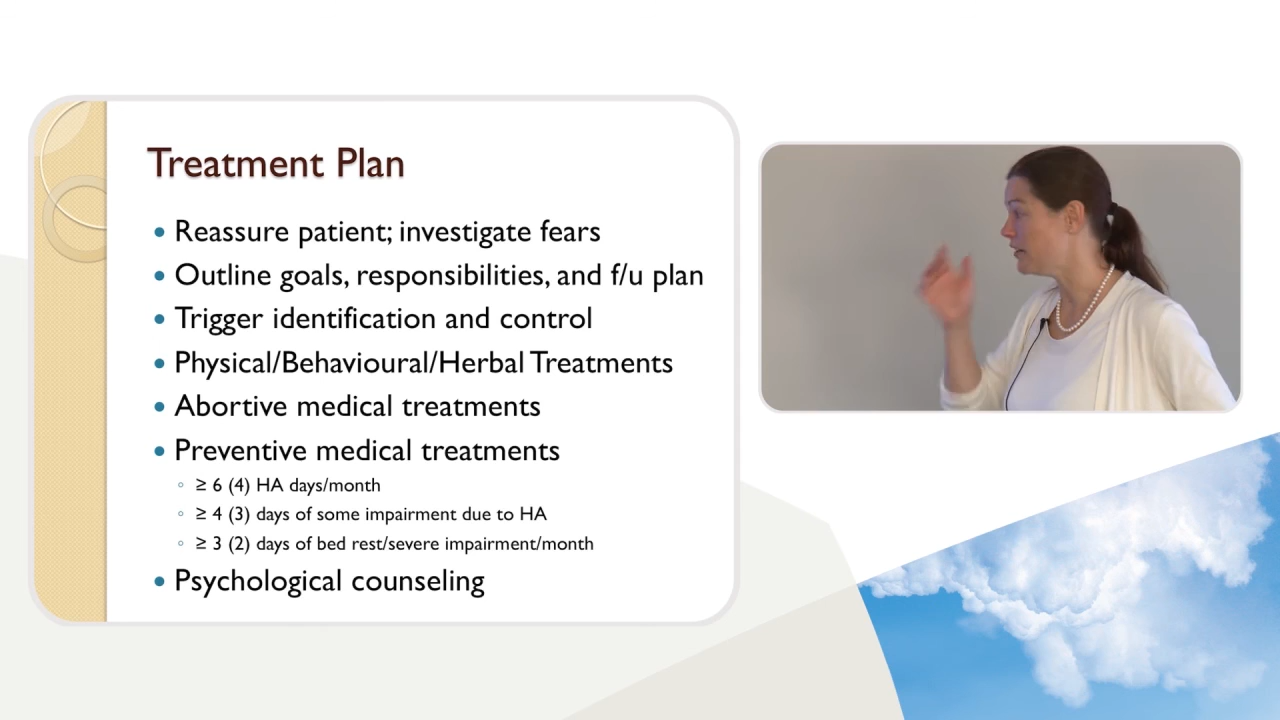 Treatment Plan
• Reassure patient; investigate fears
• Outline goals, responsibilities, and f/u plan
• Trigger identification and control
• Physical/Behavioural/Herbal Treatments
• Abortive medical treatments
• Preventive medical treatments
◦ ≥ 6 (4) HA days/month
◦ ≥ 4 (3) days of some impairment due to HA
◦ ≥ 3 (2) days of bed rest/severe impairment/month
• Psychological counseling